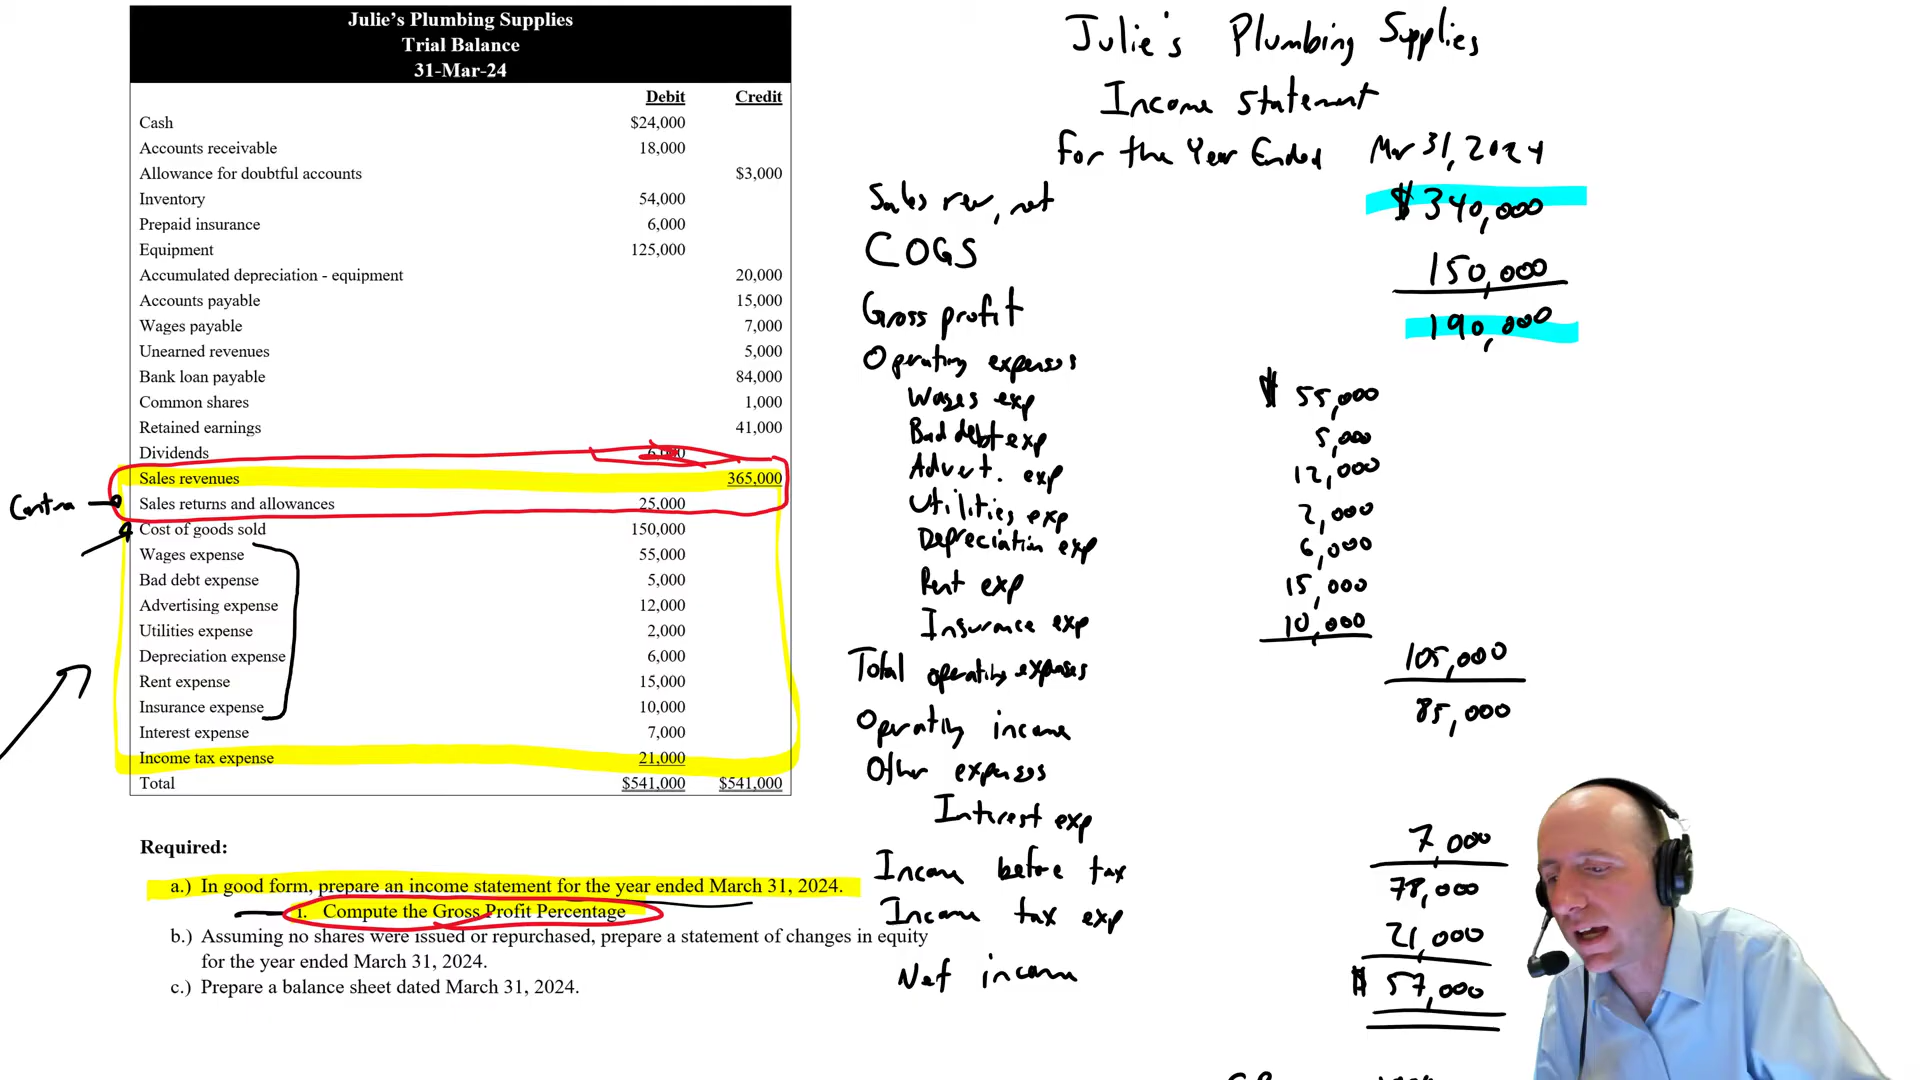 Julie's Plumbing Supplies
Trial Balance
31-Mar-24
Debit Credit
Cash $24,000
Accounts receivable 18,000
Allowance for doubtful accounts $3,000
Inventory 54,000
Prepaid insurance 6,000
Equipment 125,000
Accumulated depreciation - equipment 20,000
Accounts payable 15,000
Wages payable 7,000
Unearned revenues 5,000
Bank loan payable 84,000
Common shares 1,000
Retained earnings 41,000
Dividends 6,000
Sales revenues 365,000
Contra
Sales returns and allowances 25,000
Cost of goods sold 150,000
Wages expense 55,000
Bad debt expense 5,000
Advertising expense 12,000
Utilities expense 2,000
Depreciation expense 6,000
Rent expense 15,000
Insurance expense 10,000
Interest expense 7,000
Income tax expense 21,000
Total $541,000 $541,000
Required:
a.) In good form, prepare an income statement for the year ended March 31, 2024.
i. Compute the Gross Profit Percentage
b.) Assuming no shares were issued or repurchased, prepare a statement of changes in equity
for the year ended March 31, 2024.
c.) Prepare a balance sheet dated March 31, 2024.
Julie's Plumbing Supplies
Income Statement
For the Year Ended Mar 31, 2024
Sales rev, net $ 340,000
COGS 150,000
Gross profit 190,000
Operating expenses
Wages exp $ 55,000
Bad debt exp 5,000
Advert. exp 12,000
Utilities exp 2,000
Depreciation exp 6,000
Rent exp 15,000
Insurance exp 10,000
Total operating expenses 105,000
Operating income 85,000
Other expenses
Interest exp 7,000
Income before tax 78,000
Income tax exp 21,000
Net income $ 57,000